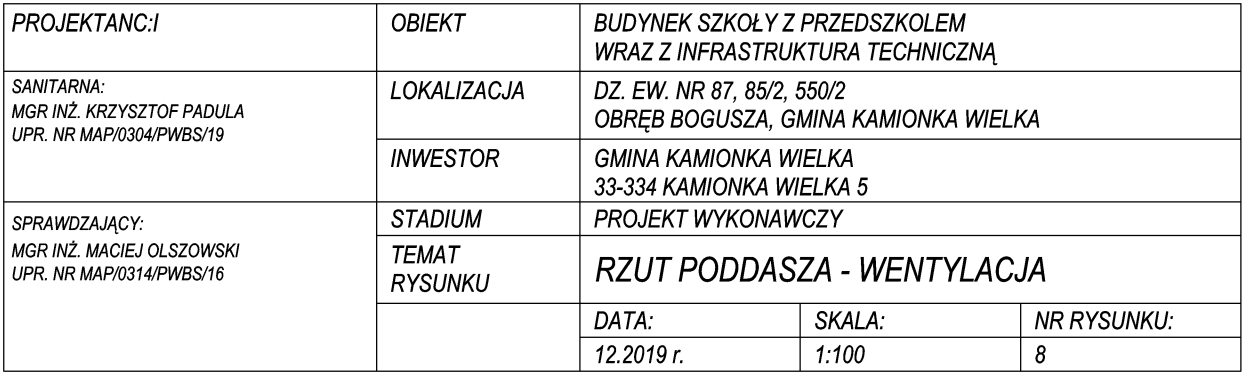 PROJEKTANC:I
OBIEKT
BUDYNEK SZKOŁY Z PRZEDSZKOLEM
WRAZ Z INFRASTRUKTURA TECHNICZNĄ
SANITARNA:
MGR INŻ. KRZYSZTOF PADULA
UPR. NR MAP/0304/PWBS/19
LOKALIZACJA
DZ. EW. NR 87, 85/2, 550/2
OBRĘB BOGUSZA, GMINA KAMIONKA WIELKA
INWESTOR
GMINA KAMIONKA WIELKA
33-334 KAMIONKA WIELKA 5
SPRAWDZAJĄCY:
MGR INŻ. MACIEJ OLSZOWSKI
UPR. NR MAP/0314/PWBS/16
STADIUM
PROJEKT WYKONAWCZY
TEMAT
RYSUNKU
RZUT PODDASZA - WENTYLACJA
DATA:
SKALA:
NR RYSUNKU:
12.2019 r.
1:100
8